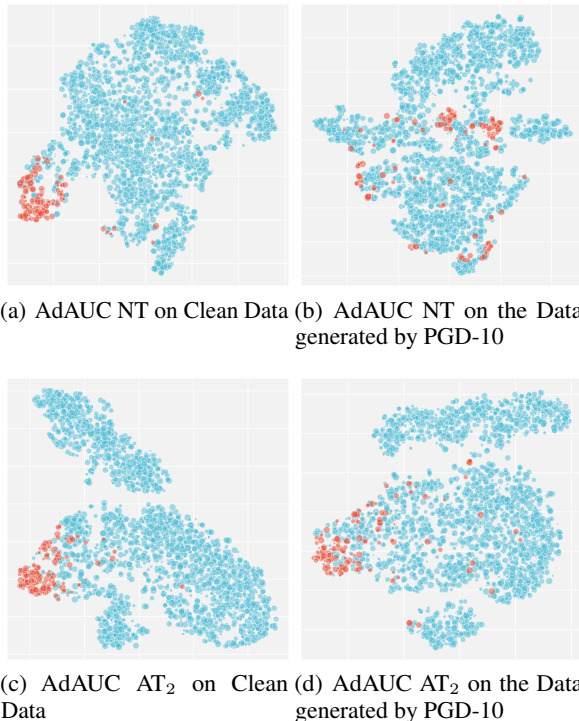 (a) AdAUC NT on Clean Data
(b) AdAUC NT on the Data
generated by PGD-10
(c) AdAUC AT₂ on Clean
Data
(d) AdAUC AT₂ on the Data
generated by PGD-10